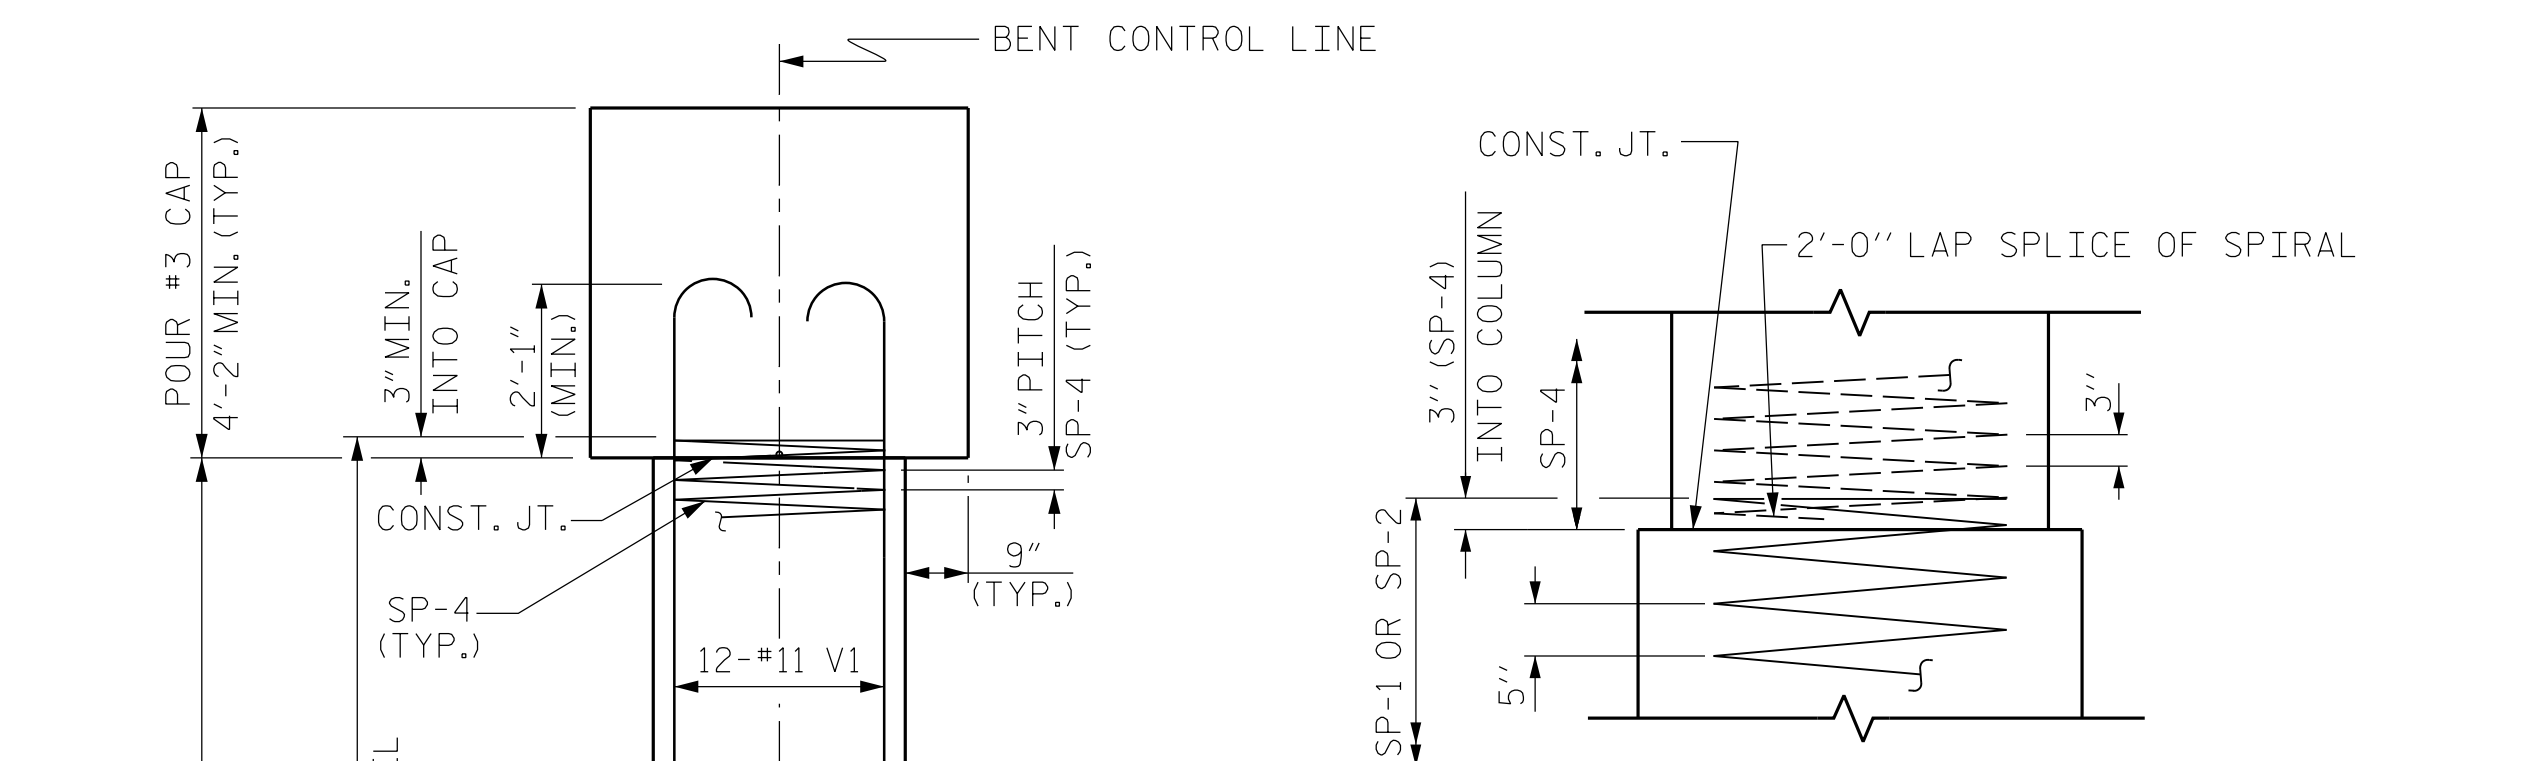 BENT CONTROL LINE
POUR #3 CAP
4'-2" MIN. (TYP.)
3" MIN.
INTO CAP
2'-1"
(MIN.)
3" PITCH
SP-4 (TYP.)
CONST. JT.
SP-4
(TYP.)
9"
(TYP.)
12-#11 V1
CONST. JT.
2'-0" LAP SPLICE OF SPIRAL
3" (SP-4)
INTO COLUMN
SP-4
3"
SP-1 OR SP-2
5"